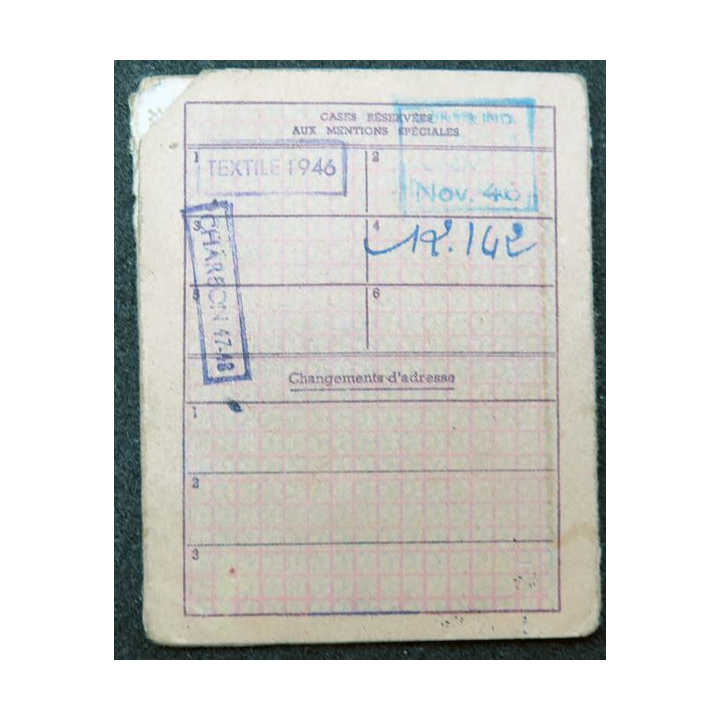 CASES RÉSERVÉES
AUX MENTIONS SPÉCIALES
1
TEXTILE 1946
2
Nov. 46
3
CHARBON 47-48
4
12.142
5
6
Changements d'adresse
1
2
3